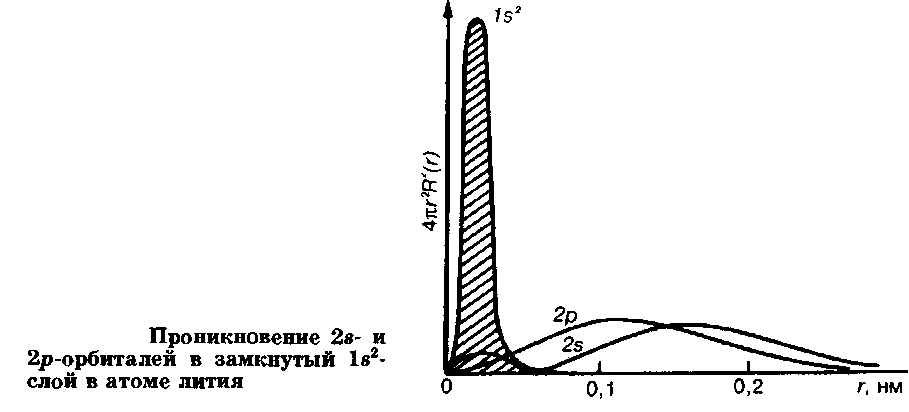 1s²
4πr²R²(r)
2p
2s
0
0,1
0,2
r, нм
Проникновение 2s- и
2p-орбиталей в замкнутый 1s²-
слой в атоме лития